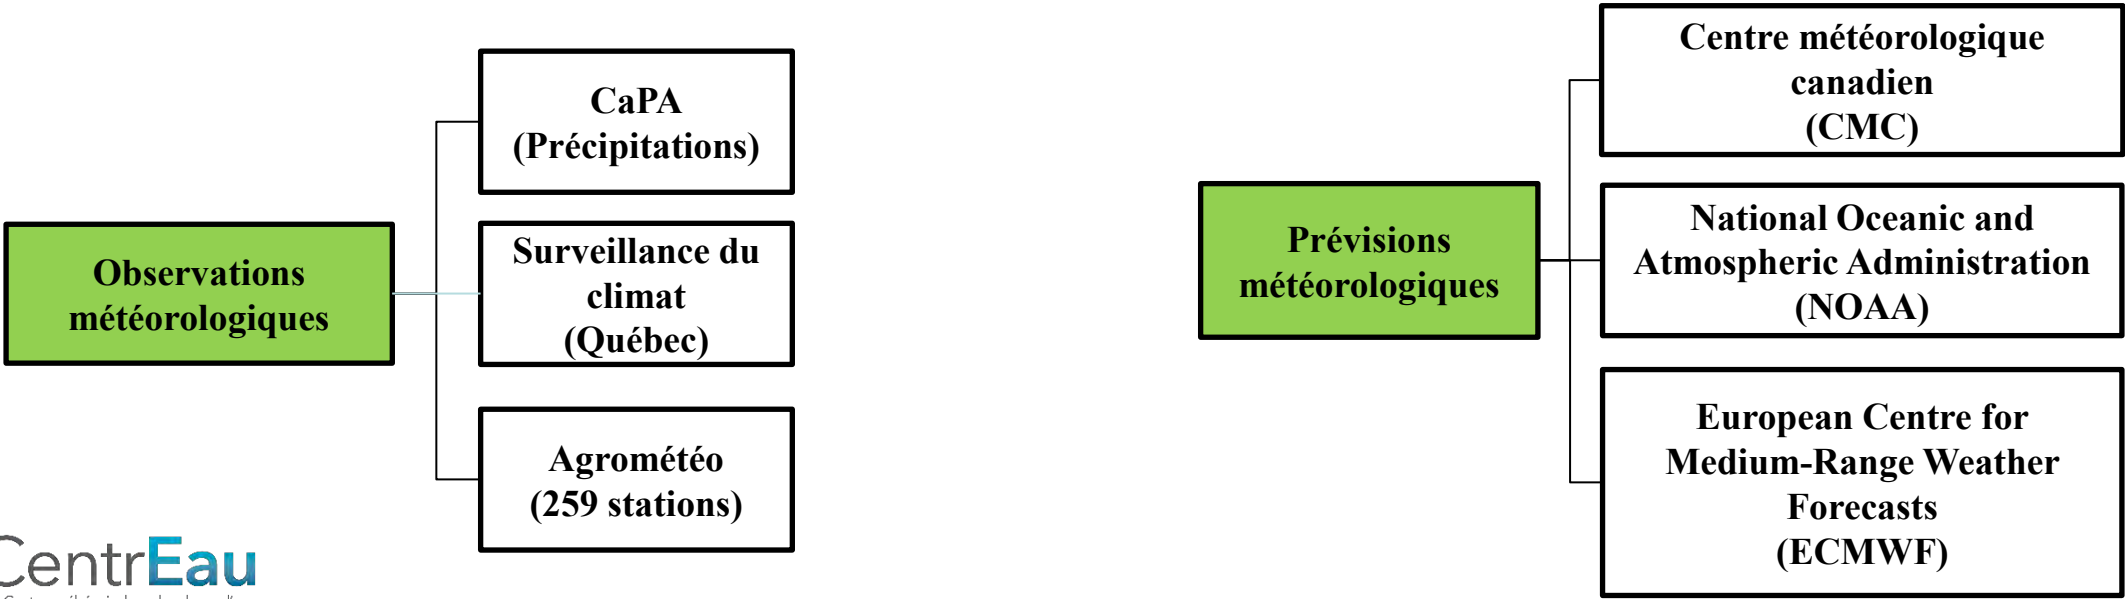 Observations
météorologiques
CaPA
(Précipitations)
Surveillance du
climat
(Québec)
Agrométéo
(259 stations)
Prévisions
météorologiques
Centre météorologique
canadien
(CMC)
National Oceanic and
Atmospheric Administration
(NOAA)
European Centre for
Medium-Range Weather
Forecasts
(ECMWF)
CentrEau